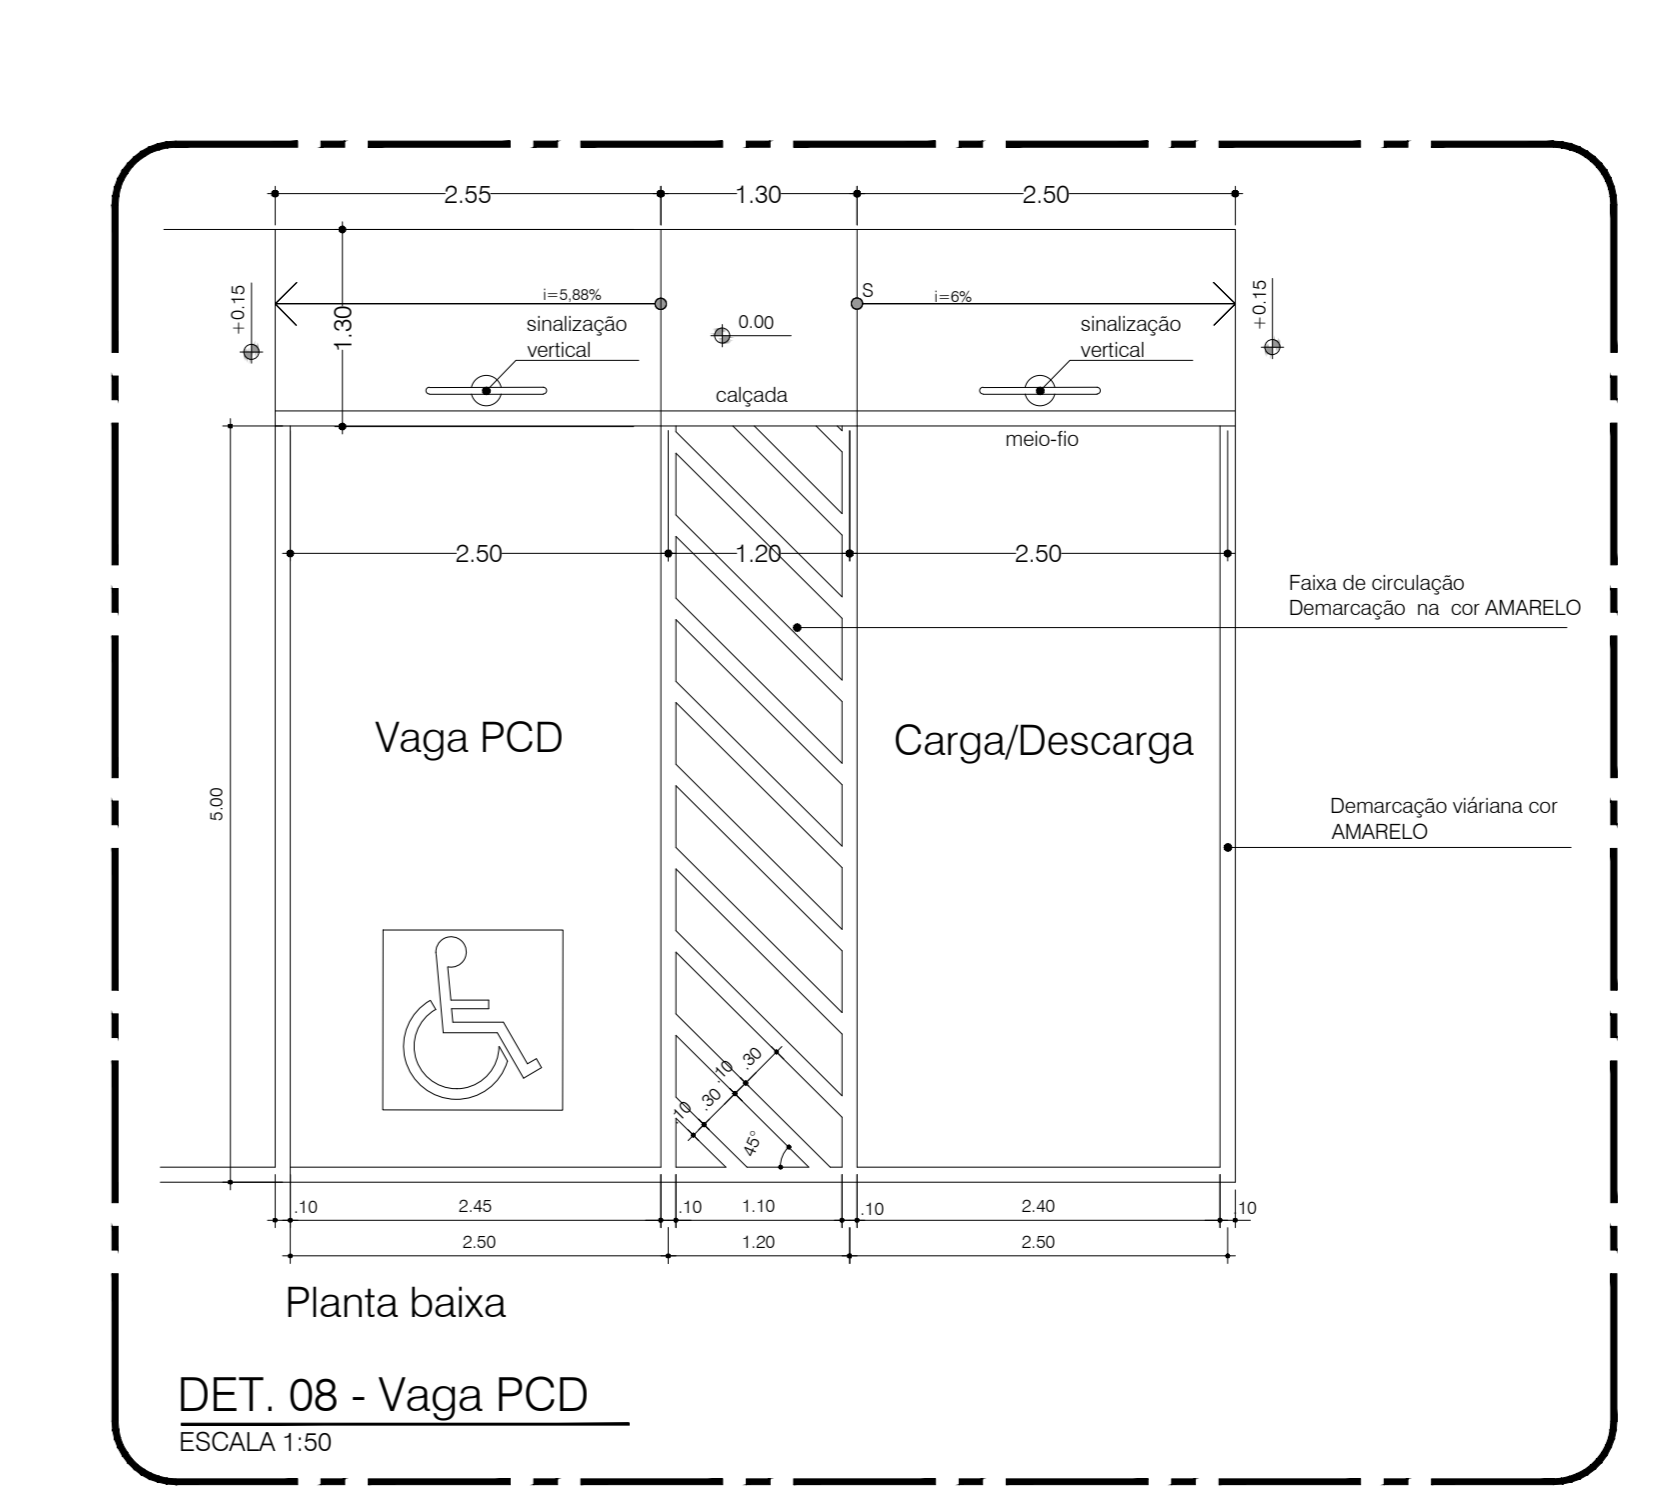 2.55 1.30 2.50
+0.15
1.30
i=5,88%
sinalização
vertical
0.00
calçada
S
i=6%
sinalização
vertical
+0.15
meio-fio
2.50 1.20 2.50
Faixa de circulação
Demarcação na cor AMARELO
Vaga PCD
Carga/Descarga
5.00
Demarcação viáriana cor
AMARELO
.10 .30 .10 .30
45°
.10 2.45 .10 1.10 .10 2.40 .10
2.50 1.20 2.50
Planta baixa
DET. 08 - Vaga PCD
ESCALA 1:50